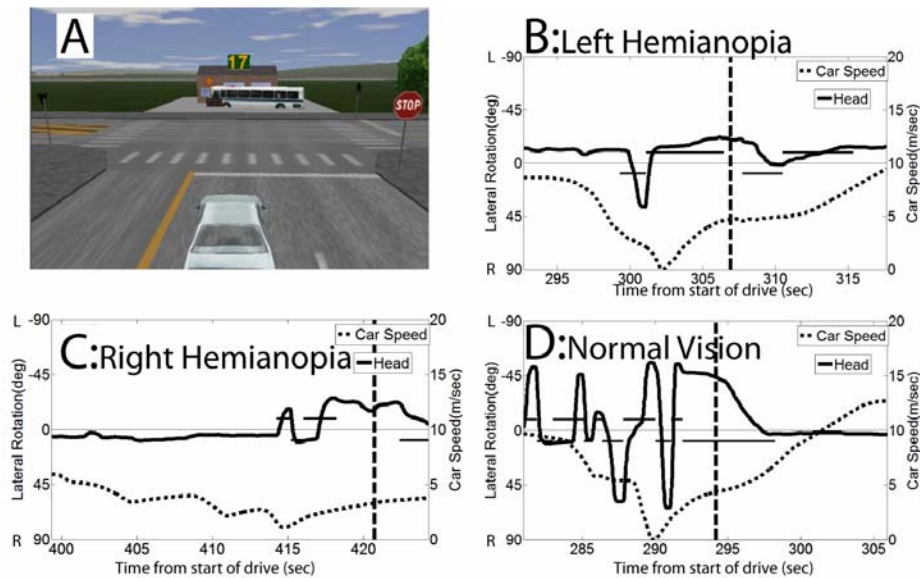 A
17
STOP
B:Left Hemianopia
L -90
-45
0
45
R 90
Lateral Rotation(deg)
20
15
10
5
0
Car Speed(m/sec)
Car Speed
Head
295 300 305 310 315
Time from start of drive (sec)
C:Right Hemianopia
L -90
-45
0
45
R 90
Lateral Rotation(deg)
20
15
10
5
0
Car Speed(m/sec)
Car Speed
Head
400 405 410 415 420
Time from start of drive (sec)
D:Normal Vision
L -90
-45
0
45
R 90
Lateral Rotation(deg)
20
15
10
5
0
Car Speed(m/sec)
Car Speed
Head
285 290 295 300 305
Time from start of drive (sec)